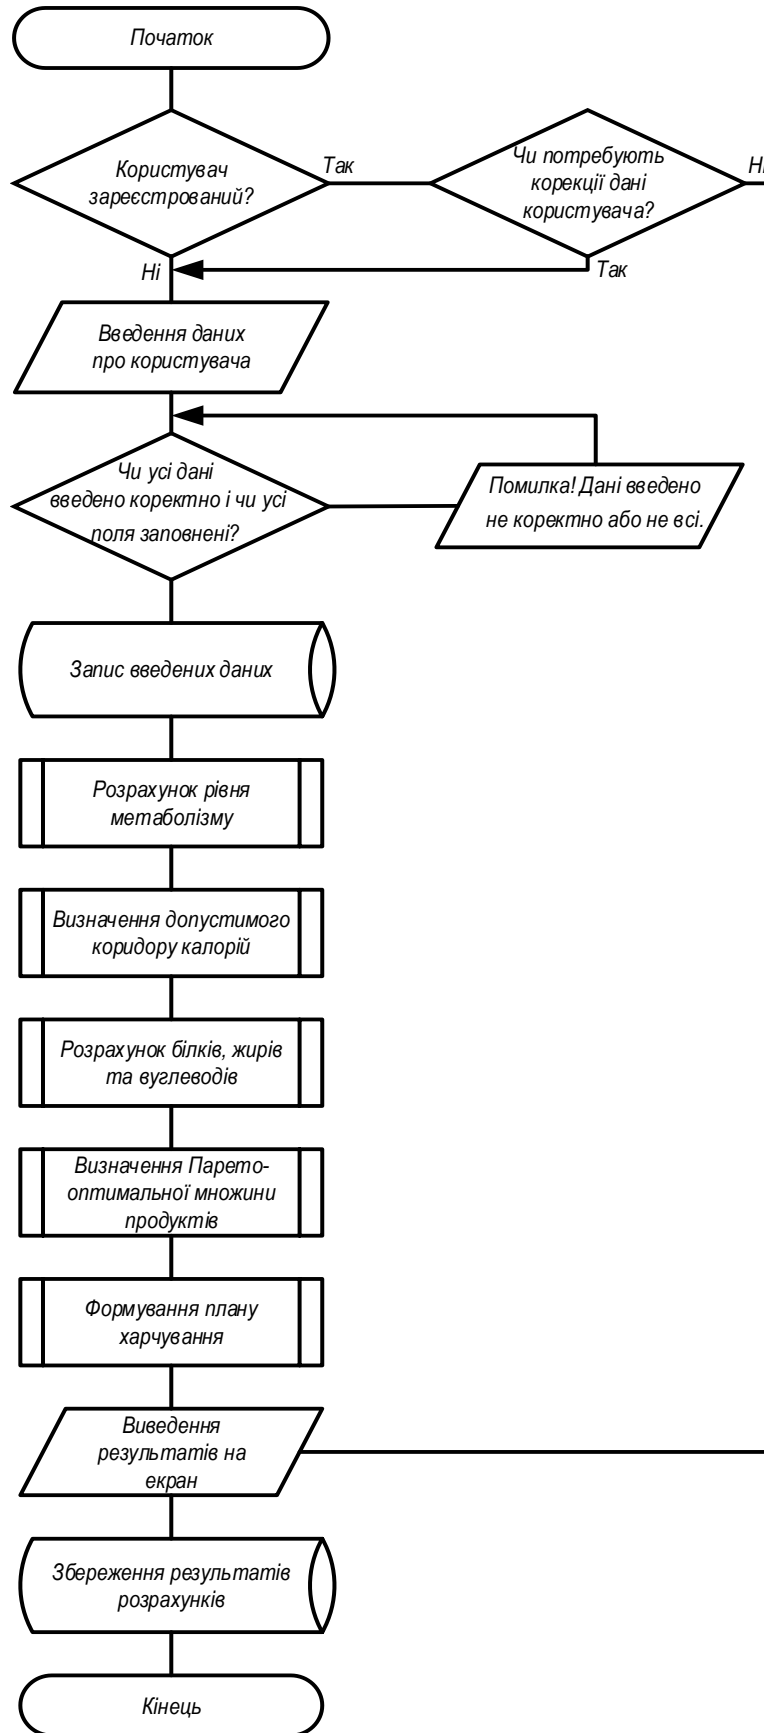 Початок
Користувач
зареєстрований?
Так
Чи потребують
корекції дані
користувача?
Ні
Ні
Так
Введення даних
про користувача
Чи усі дані
введено коректно і чи усі
поля заповнені?
Помилка! Дані введено
не коректно або не всі.
Запис введених даних
Розрахунок рівня
метаболізму
Визначення допустимого
коридору калорій
Розрахунок білків, жирів
та вуглеводів
Визначення Парето-
оптимальної множини
продуктів
Формування плану
харчування
Виведення
результатів на
екран
Збереження результатів
розрахунків
Кінець